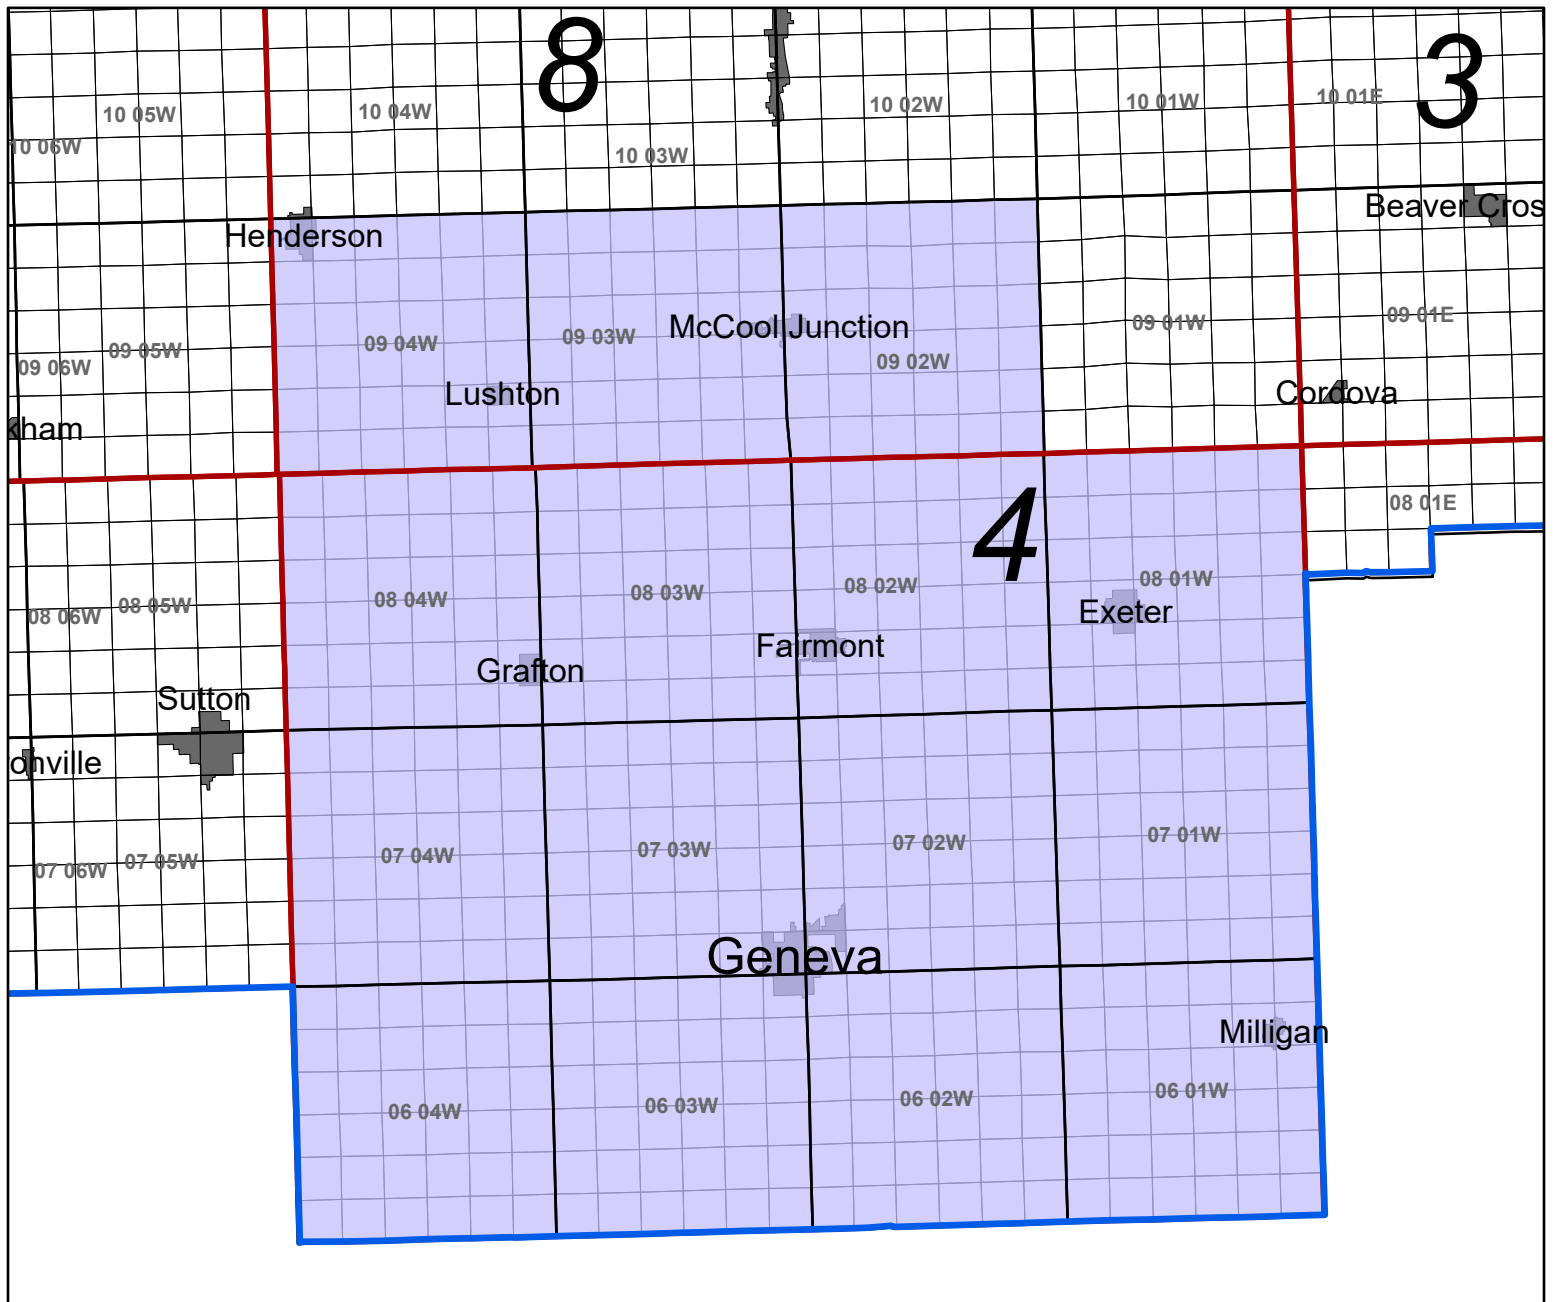 8
3
10 05W
10 04W
10 02W
10 01W
10 01E
10 06W
10 03W
Beaver Cros
Henderson
McCool Junction
09 05W
09 04W
09 03W
09 02W
09 01W
09 01E
09 06W
Lushton
Cordova
kham
4
08 01E
08 06W
08 05W
08 04W
08 03W
08 02W
08 01W
Exeter
Fairmont
Grafton
Sutton
onville
07 06W
07 05W
07 04W
07 03W
07 02W
07 01W
Geneva
Milligan
06 04W
06 03W
06 02W
06 01W